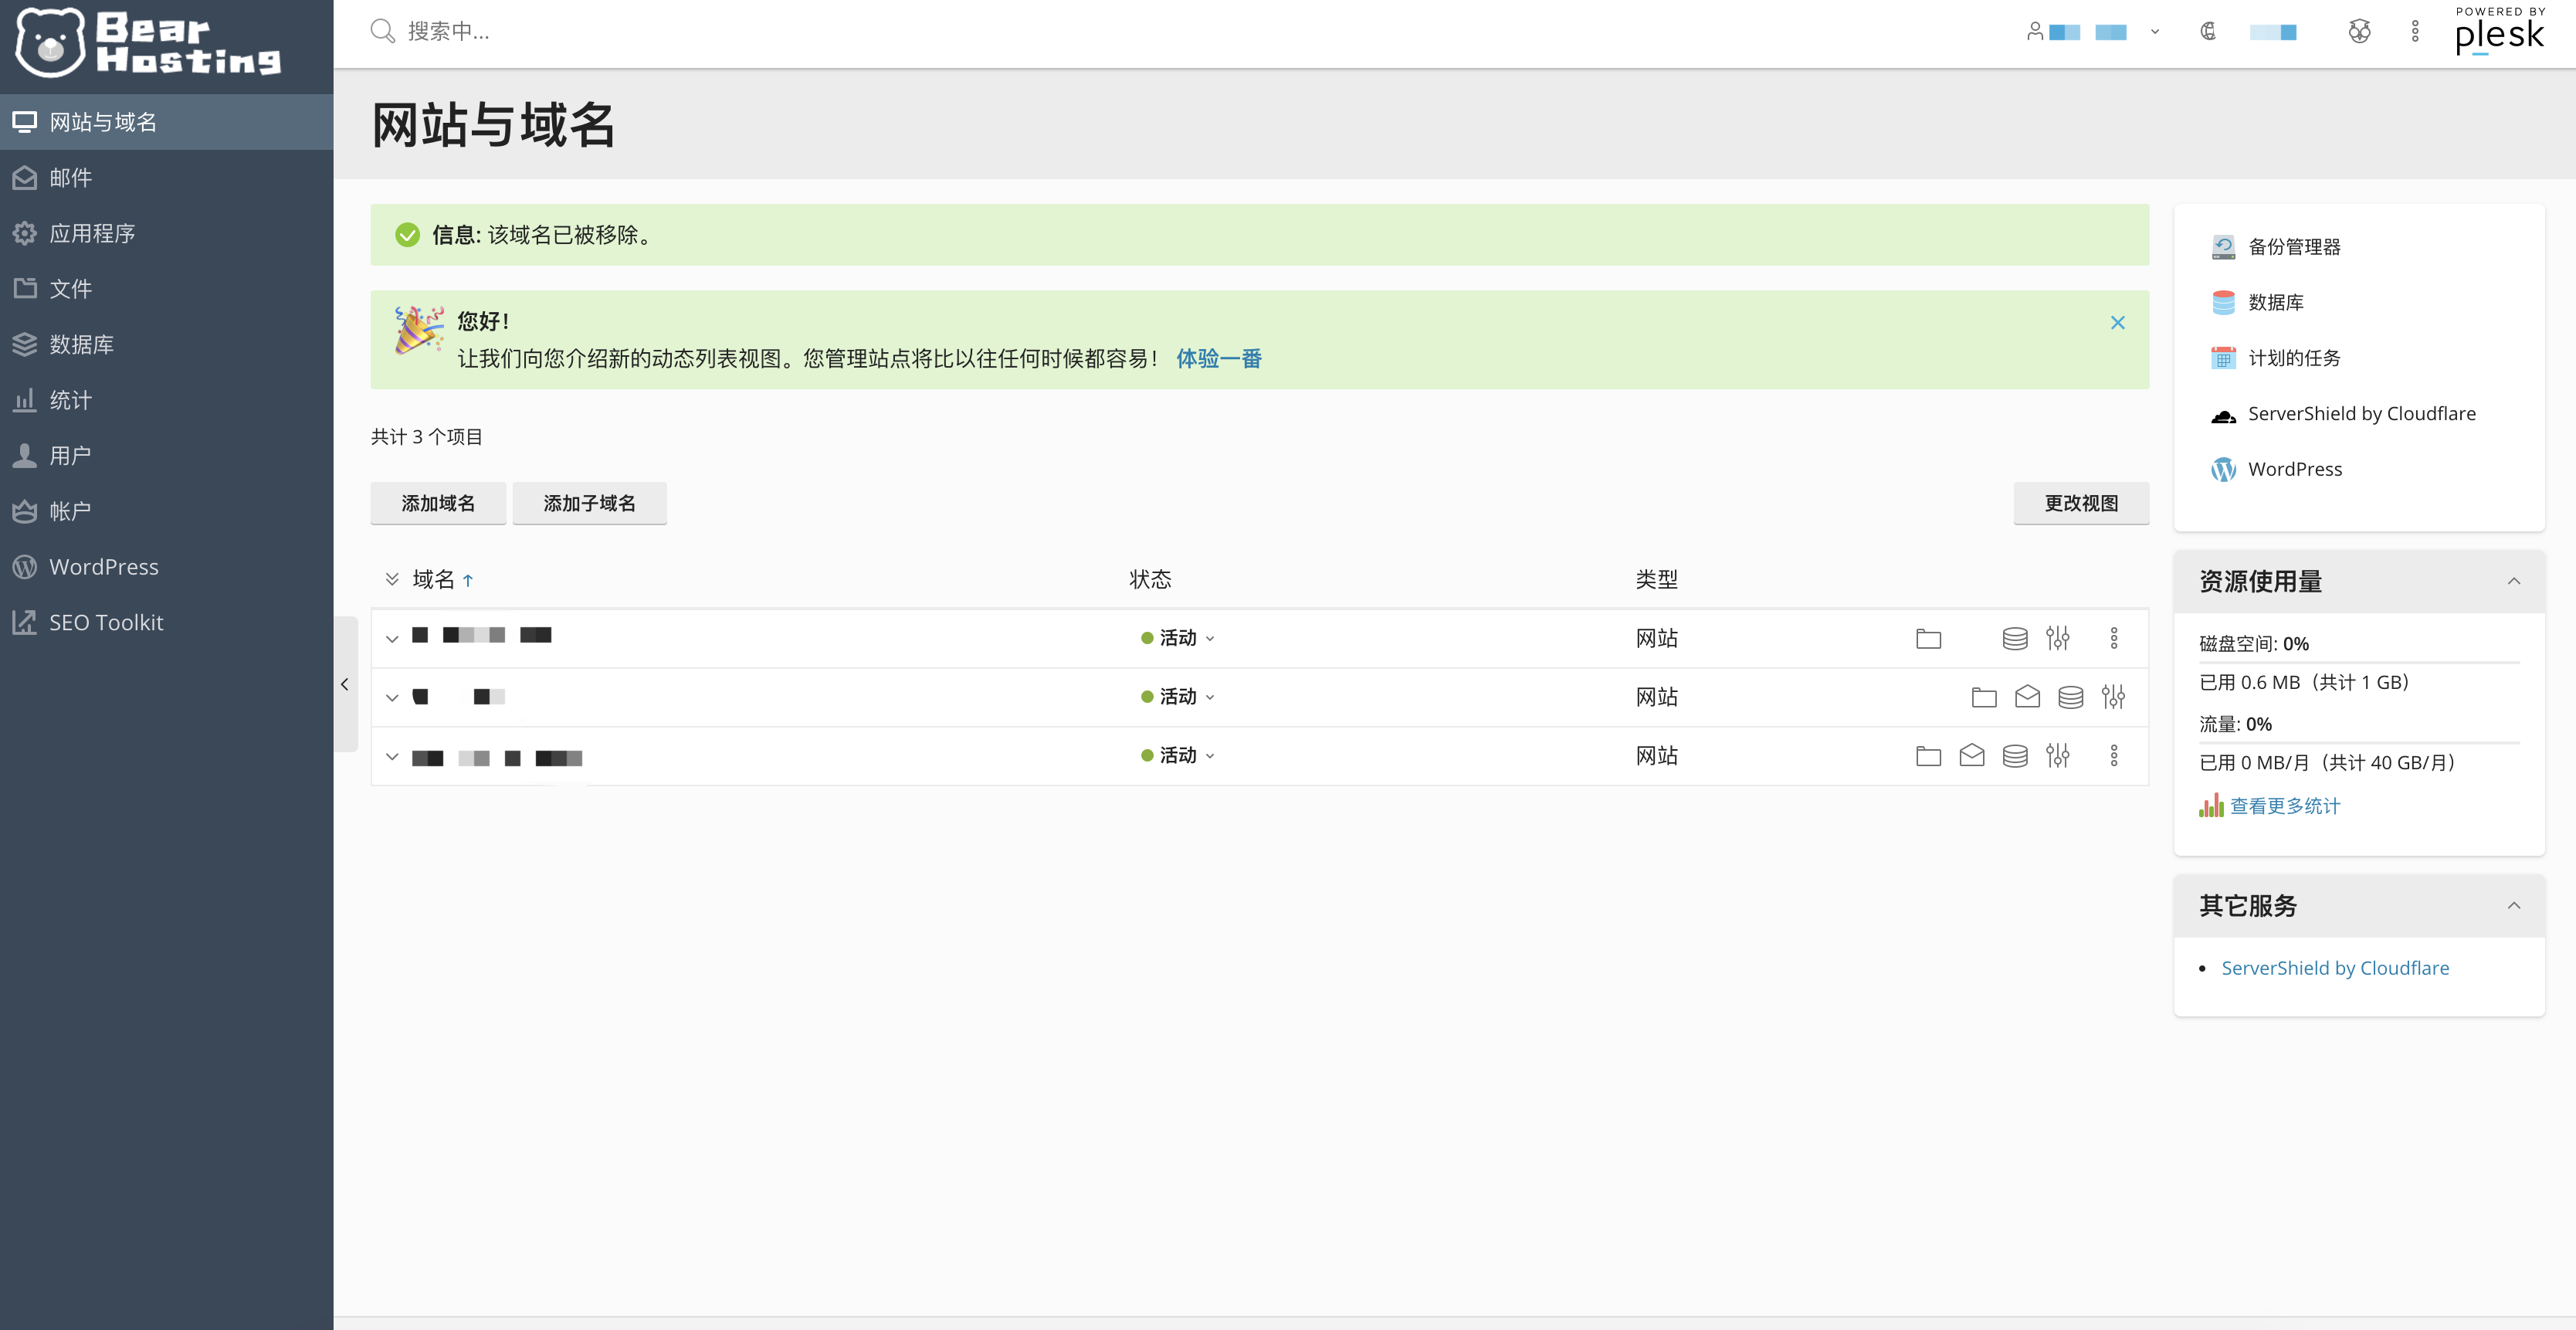 Bear
Hosting
搜索中...
POWERED BY
plesk
网站与域名
邮件
应用程序
文件
数据库
统计
用户
帐户
WordPress
SEO Toolkit
网站与域名
信息: 该域名已被移除。
您好！
让我们向您介绍新的动态列表视图。您管理站点将比以往任何时候都容易！ 体验一番
共计 3 个项目
添加域名 添加子域名 更改视图
域名 ↑ 状态 类型
活动 网站
活动 网站
活动 网站
备份管理器
数据库
计划的任务
ServerShield by Cloudflare
WordPress
资源使用量
磁盘空间: 0%
已用 0.6 MB（共计 1 GB）
流量: 0%
已用 0 MB/月（共计 40 GB/月）
查看更多统计
其它服务
• ServerShield by Cloudflare